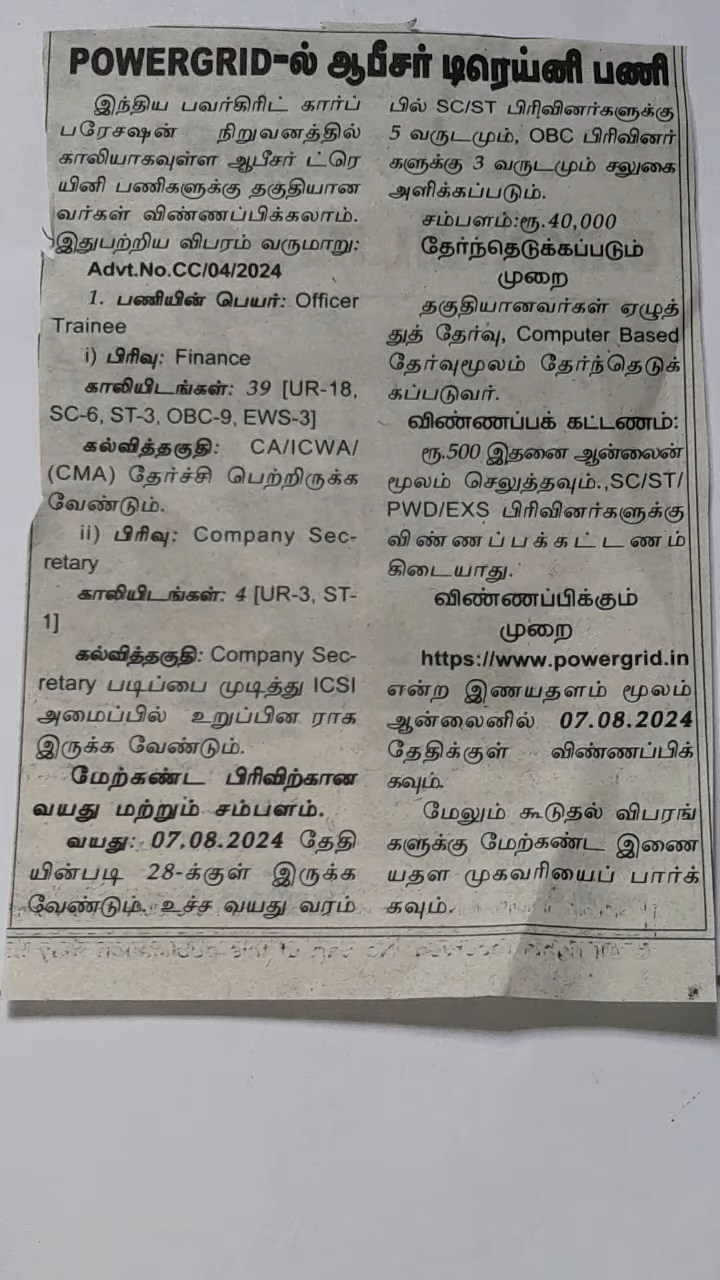 POWERGRID-ல் ஆபீசர் டிரெய்னி பணி
இந்திய பவர்கிரிட் கார்ப்
பரேசஷன் நிறுவனத்தில்
காலியாகவுள்ள ஆபீசர் ட்ரெ
யினி பணிகளுக்கு தகுதியான
வர்கள் விண்ணப்பிக்கலாம்.
இதுபற்றிய விபரம் வருமாறு:
Advt.No.CC/04/2024
1. பணியின் பெயர்: Officer
Trainee
i) பிரிவு: Finance
காலியிடங்கள்: 39 [UR-18,
SC-6, ST-3, OBC-9, EWS-3]
கல்வித்தகுதி: CA/ICWA/
(CMA) தேர்ச்சி பெற்றிருக்க
வேண்டும்.
ii) பிரிவு: Company Sec-
retary
காலியிடங்கள்: 4 [UR-3, ST-
1]
கல்வித்தகுதி: Company Sec-
retary படிப்பை முடித்து ICSI
அமைப்பில் உறுப்பின ராக
இருக்க வேண்டும்.
மேற்கண்ட பிரிவிற்கான
வயது மற்றும் சம்பளம்.
வயது: 07.08.2024 தேதி
யின்படி 28-க்குள் இருக்க
வேண்டும். உச்ச வயது வரம்
பில் SC/ST பிரிவினர்களுக்கு
5 வருடமும், OBC பிரிவினர்
களுக்கு 3 வருடமும் சலுகை
அளிக்கப்படும்.
சம்பளம்:ரூ.40,000
தேர்ந்தெடுக்கப்படும்
முறை
தகுதியானவர்கள் ஏழுத்
துத் தேர்வு, Computer Based
தேர்வுமூலம் தேர்ந்தெடுக்
கப்படுவர்.
விண்ணப்பக் கட்டணம்:
ரூ.500 இதனை ஆன்லைன்
மூலம் செலுத்தவும்.,SC/ST/
PWD/EXS பிரிவினர்களுக்கு
விண்ணப்பக்கட்டணம்
கிடையாது.
விண்ணப்பிக்கும்
முறை
https://www.powergrid.in
என்ற இணயதளம் மூலம்
ஆன்லைனில் 07.08.2024
தேதிக்குள் விண்ணப்பிக்
கவும்.
மேலும் கூடுதல் விபரங்
களுக்கு மேற்கண்ட இணை
யதள முகவரியைப் பார்க்
கவும்.